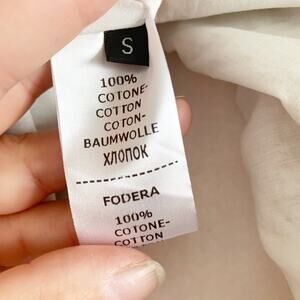 S
100%
COTONE-
COTTON
COTON-
BAUMWOLLE
ХЛОПОК
FODERA
100%
COTONE-
COTTON